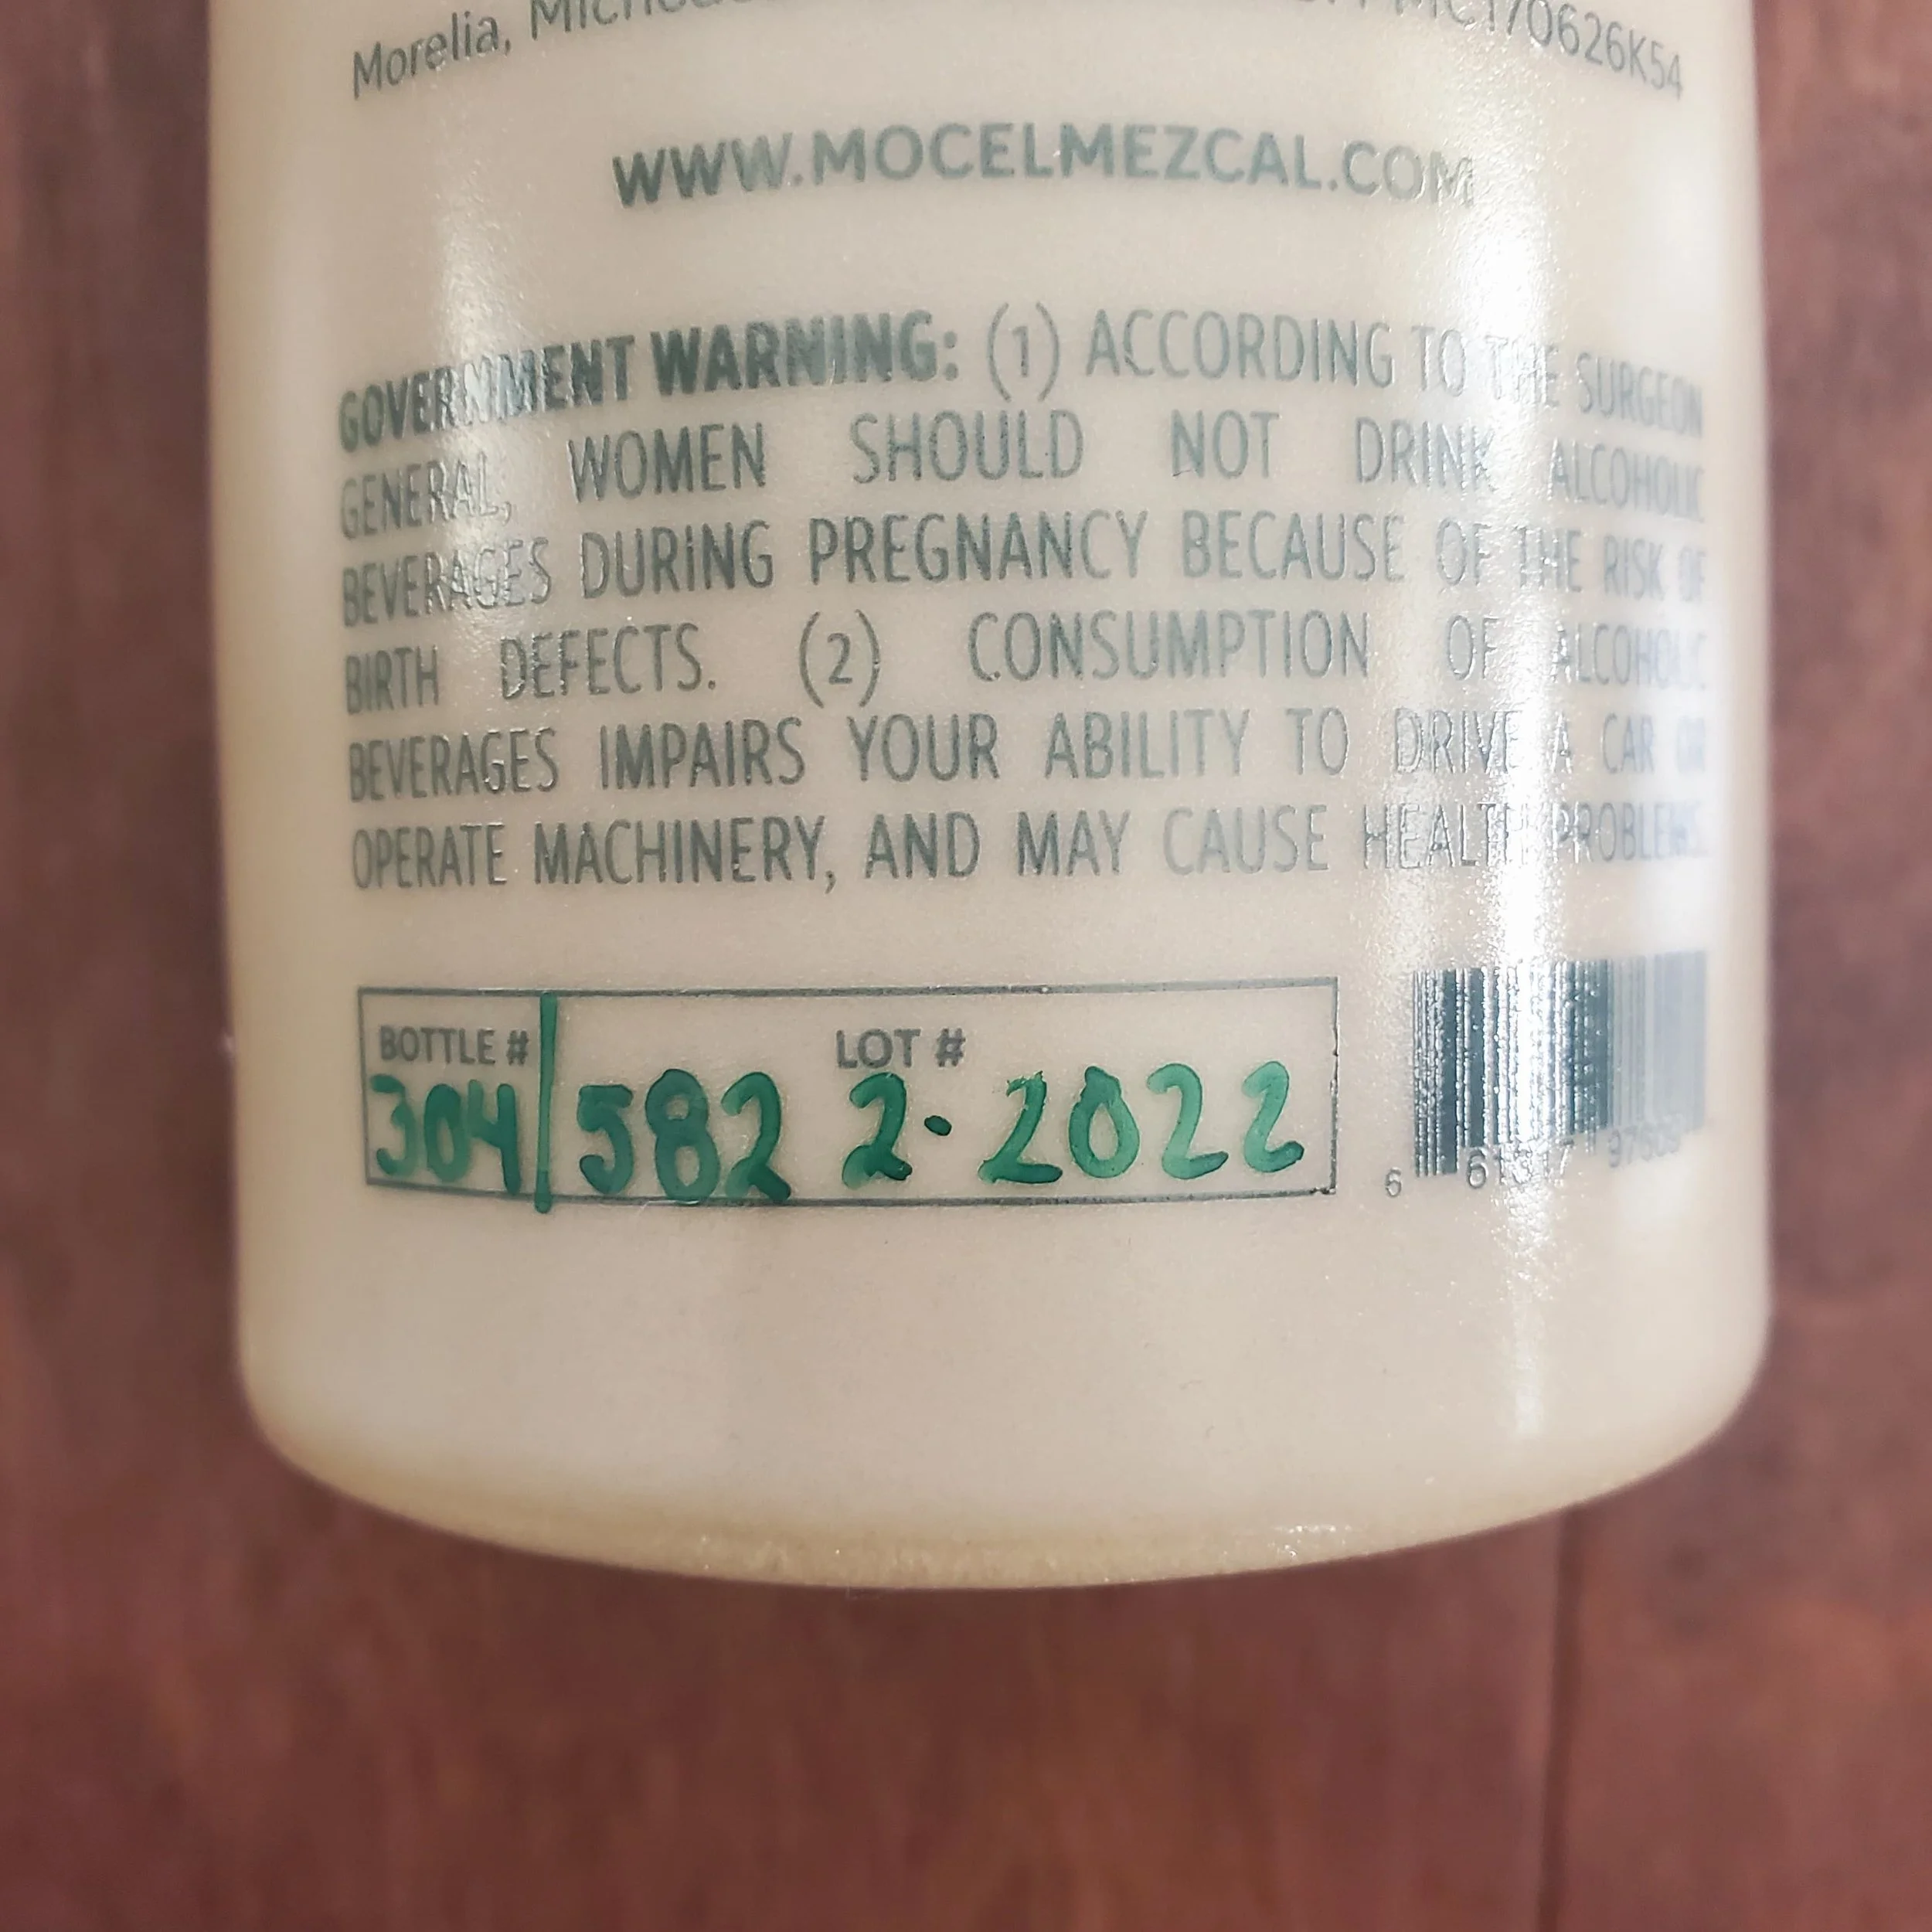 Morelia, 170626K54
WWW.MOCELMEZCAL.COM
GOVERNMENT WARNING: (1) ACCORDING TO THE SURGEON
GENERAL, WOMEN SHOULD NOT DRINK ALCOHOLIC
BEVERAGES DURING PREGNANCY BECAUSE OF THE RISK OF
BIRTH DEFECTS. (2) CONSUMPTION OF ALCOHOLIC
BEVERAGES IMPAIRS YOUR ABILITY TO DRIVE A CAR OR
OPERATE MACHINERY, AND MAY CAUSE HEALTH PROBLEMS.
BOTTLE # LOT #
304/582 2·2022
6